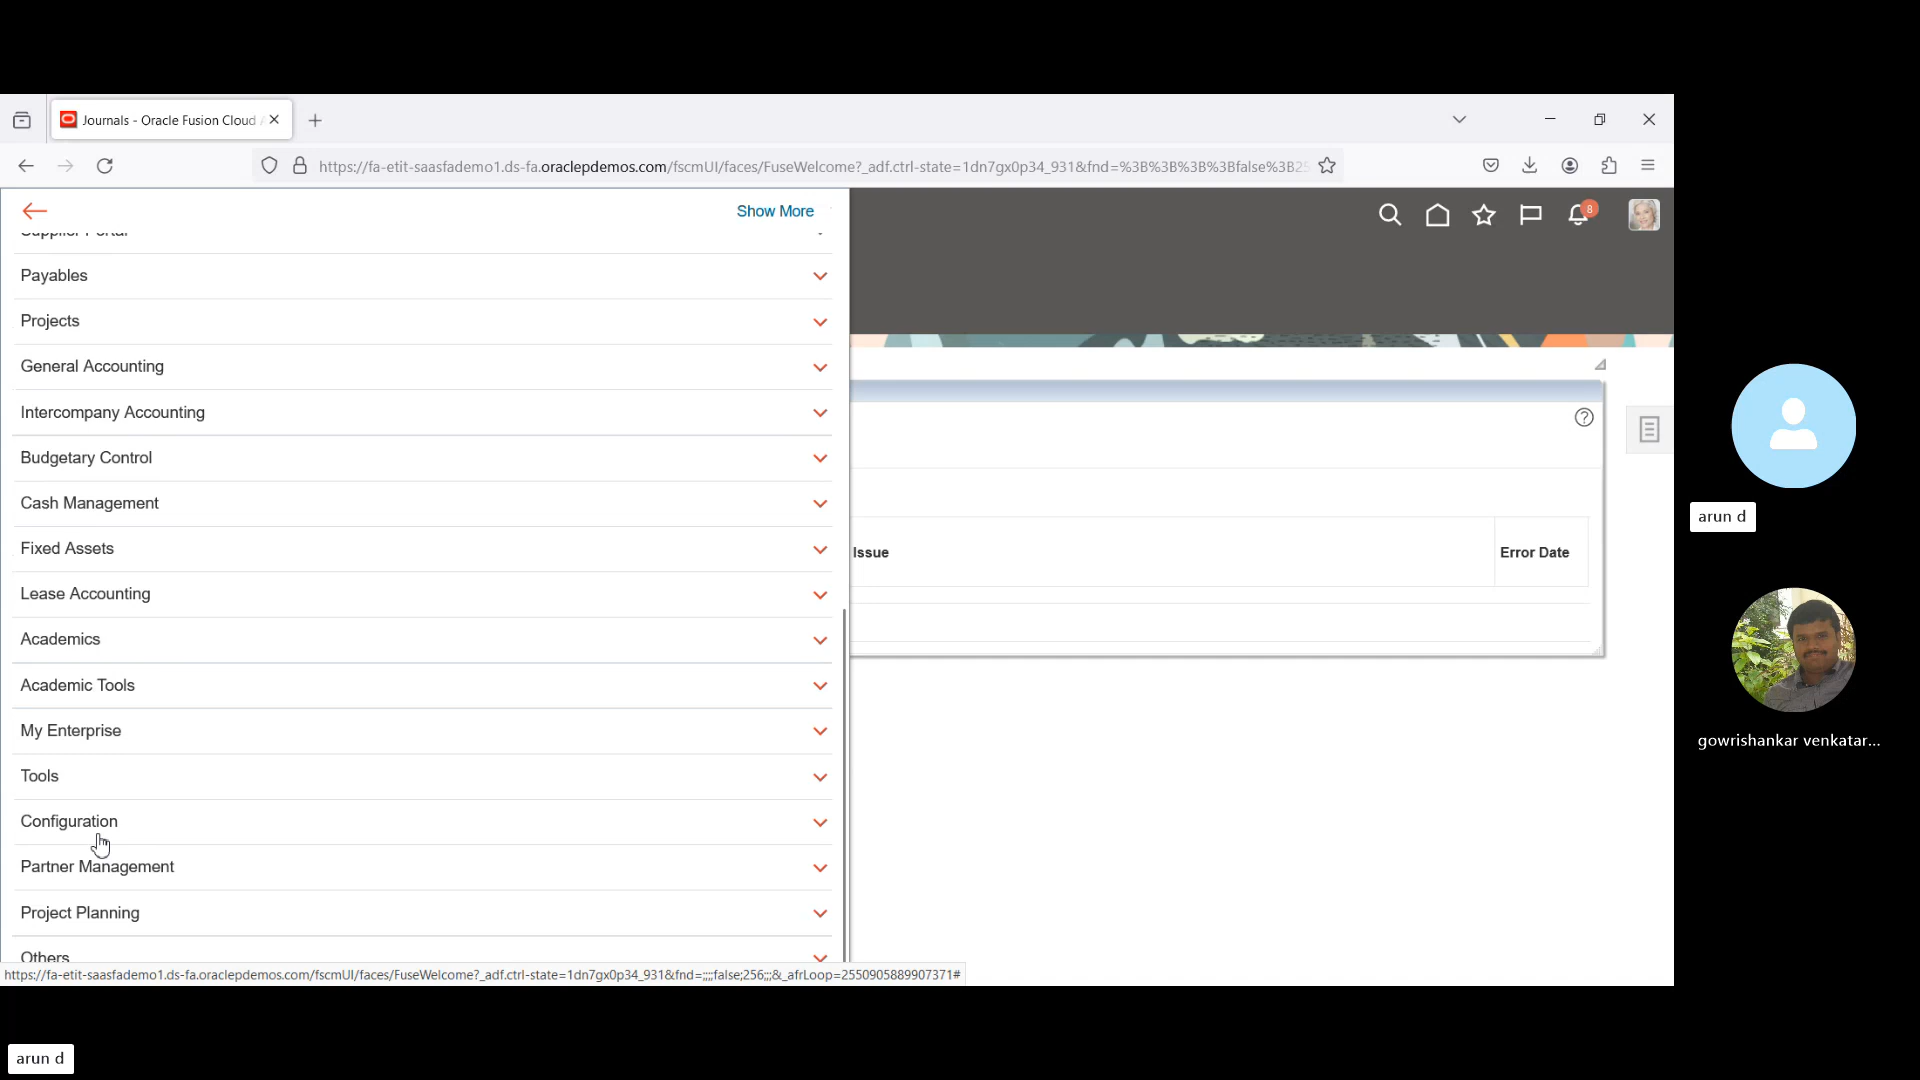 Journals - Oracle Fusion Cloud A
https://fa-etit-saasfademo1.ds-fa.oraclepdemos.com/fscmUI/faces/FuseWelcome?_adf.ctrl-state=1dn7gx0p34_931&fnd=%3B%3B%3B%3Bfalse%3B25
Show More
8
Supplier Portal
Payables
Projects
General Accounting
Intercompany Accounting
Budgetary Control
Cash Management
Fixed Assets
Lease Accounting
Academics
Academic Tools
My Enterprise
Tools
Configuration
Partner Management
Project Planning
Others
Issue
Error Date
https://fa-etit-saasfademo1.ds-fa.oraclepdemos.com/fscmUI/faces/FuseWelcome?_adf.ctrl-state=1dn7gx0p34_931&fnd=;;;;false;256;;;&_afrLoop=2550905889907371#
arun d
gowrishankar venkatar...
arun d